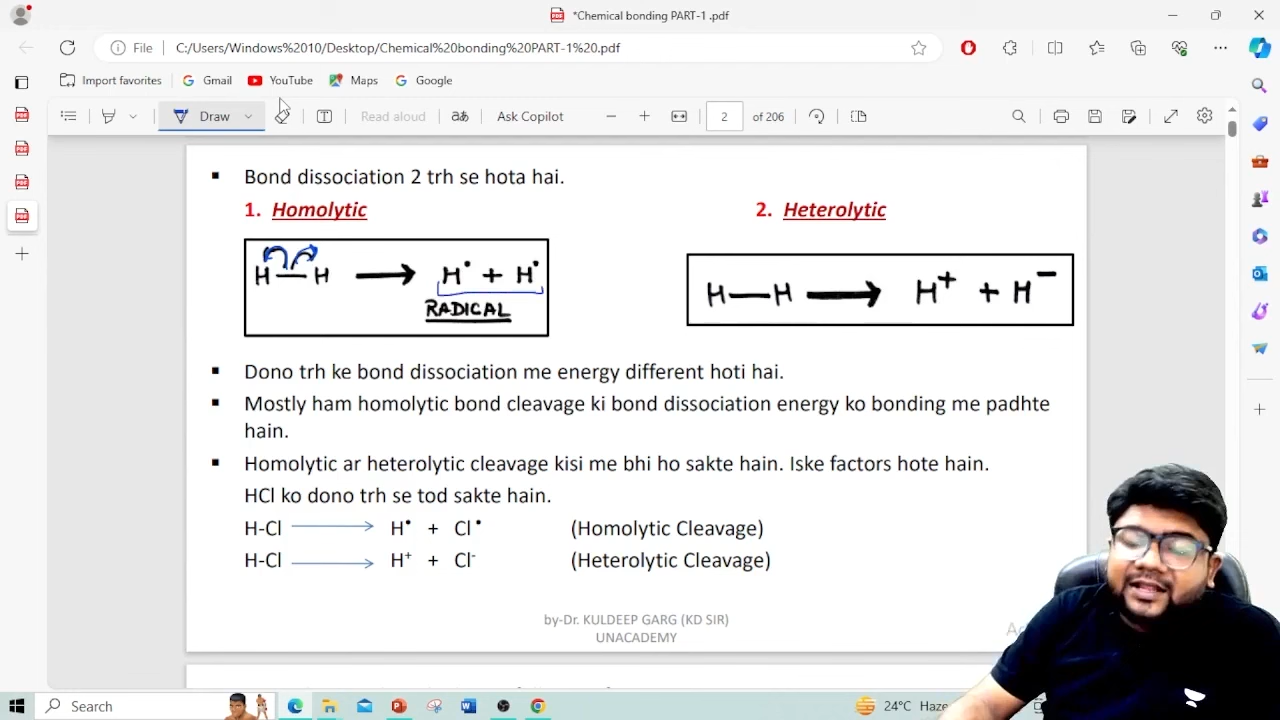 *Chemical bonding PART-1 .pdf
File C:/Users/Windows%2010/Desktop/Chemical%20bonding%20PART-1%20.pdf
Import favorites Gmail YouTube Maps Google
Draw Read aloud aあ Ask Copilot 2 of 206
▪ Bond dissociation 2 trh se hota hai.
1. Homolytic 2. Heterolytic
H—H → H• + H•
RADICAL
H—H → H⁺ + H⁻
▪ Dono trh ke bond dissociation me energy different hoti hai.
▪ Mostly ham homolytic bond cleavage ki bond dissociation energy ko bonding me padhte
hain.
▪ Homolytic ar heterolytic cleavage kisi me bhi ho sakte hain. Iske factors hote hain.
HCl ko dono trh se tod sakte hain.
H-Cl → H• + Cl• (Homolytic Cleavage)
H-Cl → H⁺ + Cl⁻ (Heterolytic Cleavage)
by-Dr. KULDEEP GARG (KD SIR)
UNACADEMY
Search 24°C Haze